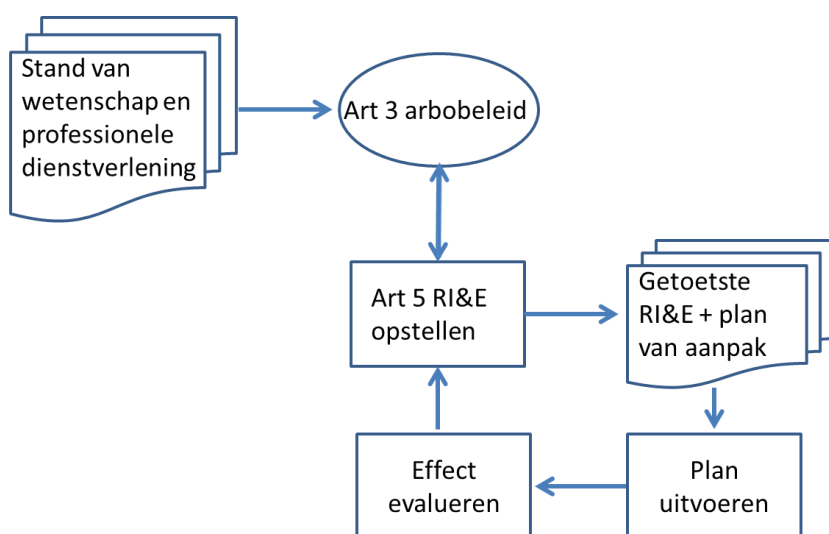 Stand van
wetenschap en
professionele
dienstverlening
Art 3 arbobeleid
Art 5 RI&E
opstellen
Getoetste
RI&E + plan
van aanpak
Effect
evalueren
Plan
uitvoeren